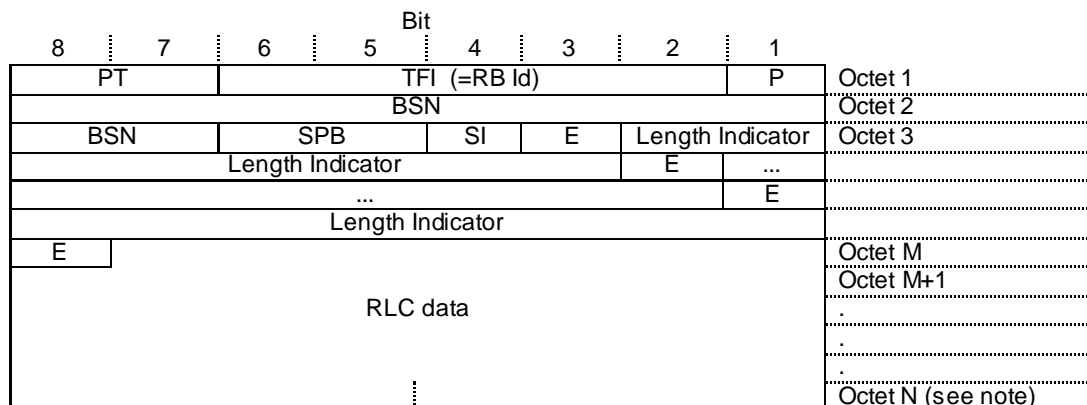 Bit
8 7 6 5 4 3 2 1
PT TFI (=RB Id) P Octet 1
BSN Octet 2
BSN SPB SI E Length Indicator Octet 3
Length Indicator E ...
... E
Length Indicator
E Octet M
Octet M+1
RLC data .
.
.
Octet N (see note)